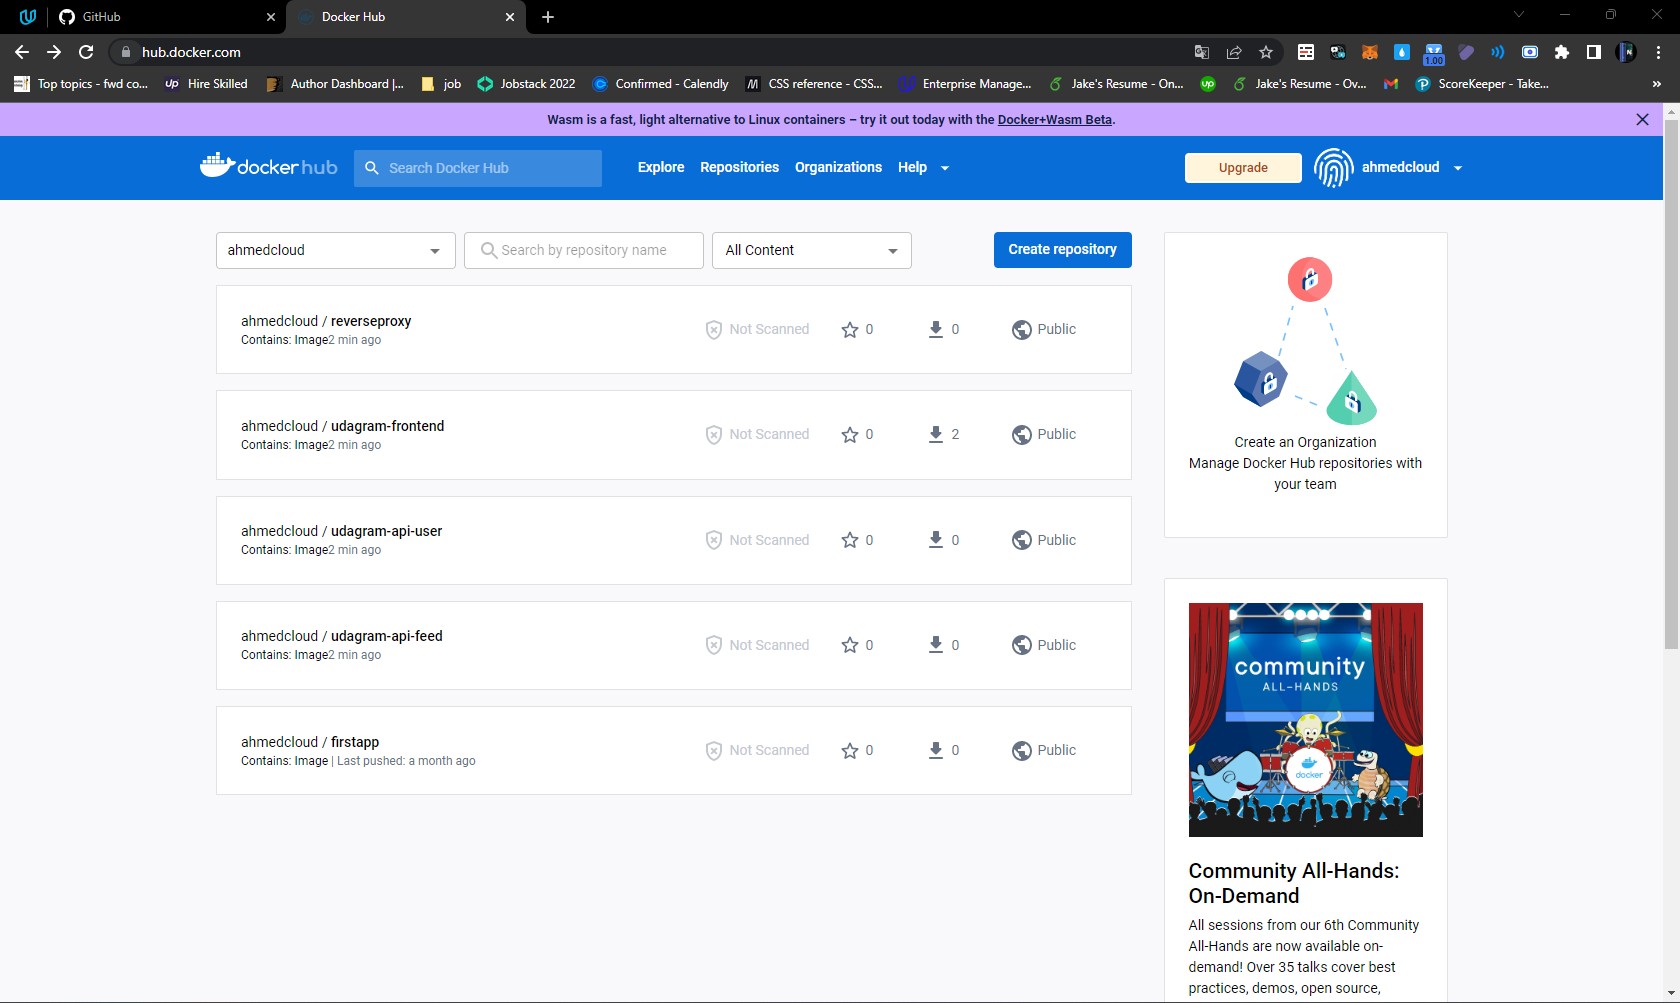 GitHub
Docker Hub
hub.docker.com
1.00
Top topics - fwd co...
Up Hire Skilled
Author Dashboard |...
job
Jobstack 2022
Confirmed - Calendly
CSS reference - CSS...
Enterprise Manage...
Jake's Resume - On...
up
Jake's Resume - Ov...
ScoreKeeper - Take...
Wasm is a fast, light alternative to Linux containers – try it out today with the Docker+Wasm Beta.
docker hub
Search Docker Hub
Explore
Repositories
Organizations
Help
Upgrade
ahmedcloud
ahmedcloud
Search by repository name
All Content
Create repository
ahmedcloud / reverseproxy
Contains: Image2 min ago
Not Scanned
0
0
Public
ahmedcloud / udagram-frontend
Contains: Image2 min ago
Not Scanned
0
2
Public
ahmedcloud / udagram-api-user
Contains: Image2 min ago
Not Scanned
0
0
Public
ahmedcloud / udagram-api-feed
Contains: Image2 min ago
Not Scanned
0
0
Public
ahmedcloud / firstapp
Contains: Image | Last pushed: a month ago
Not Scanned
0
0
Public
Create an Organization
Manage Docker Hub repositories with
your team
community
ALL-HANDS
docker
Community All-Hands:
On-Demand
All sessions from our 6th Community
All-Hands are now available on-
demand! Over 35 talks cover best
practices, demos, open source,